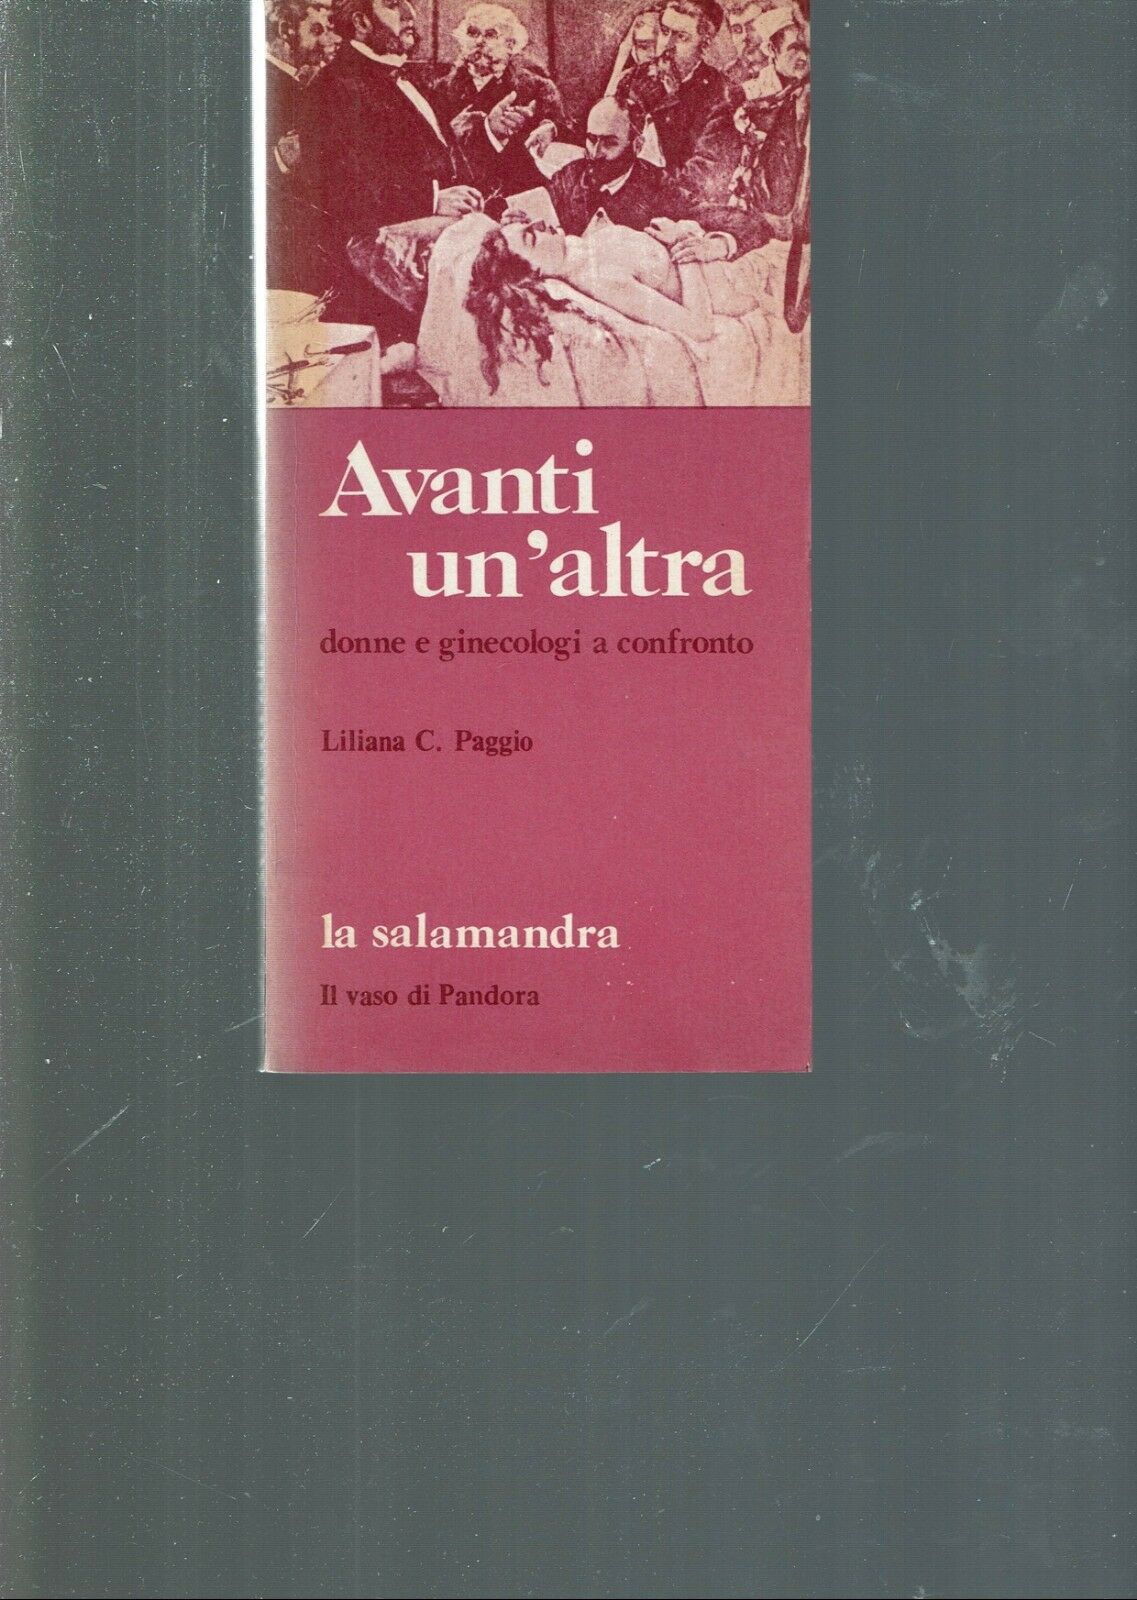 Avanti
un'altra
donne e ginecologi a confronto
Liliana C. Paggio
la salamandra
Il vaso di Pandora